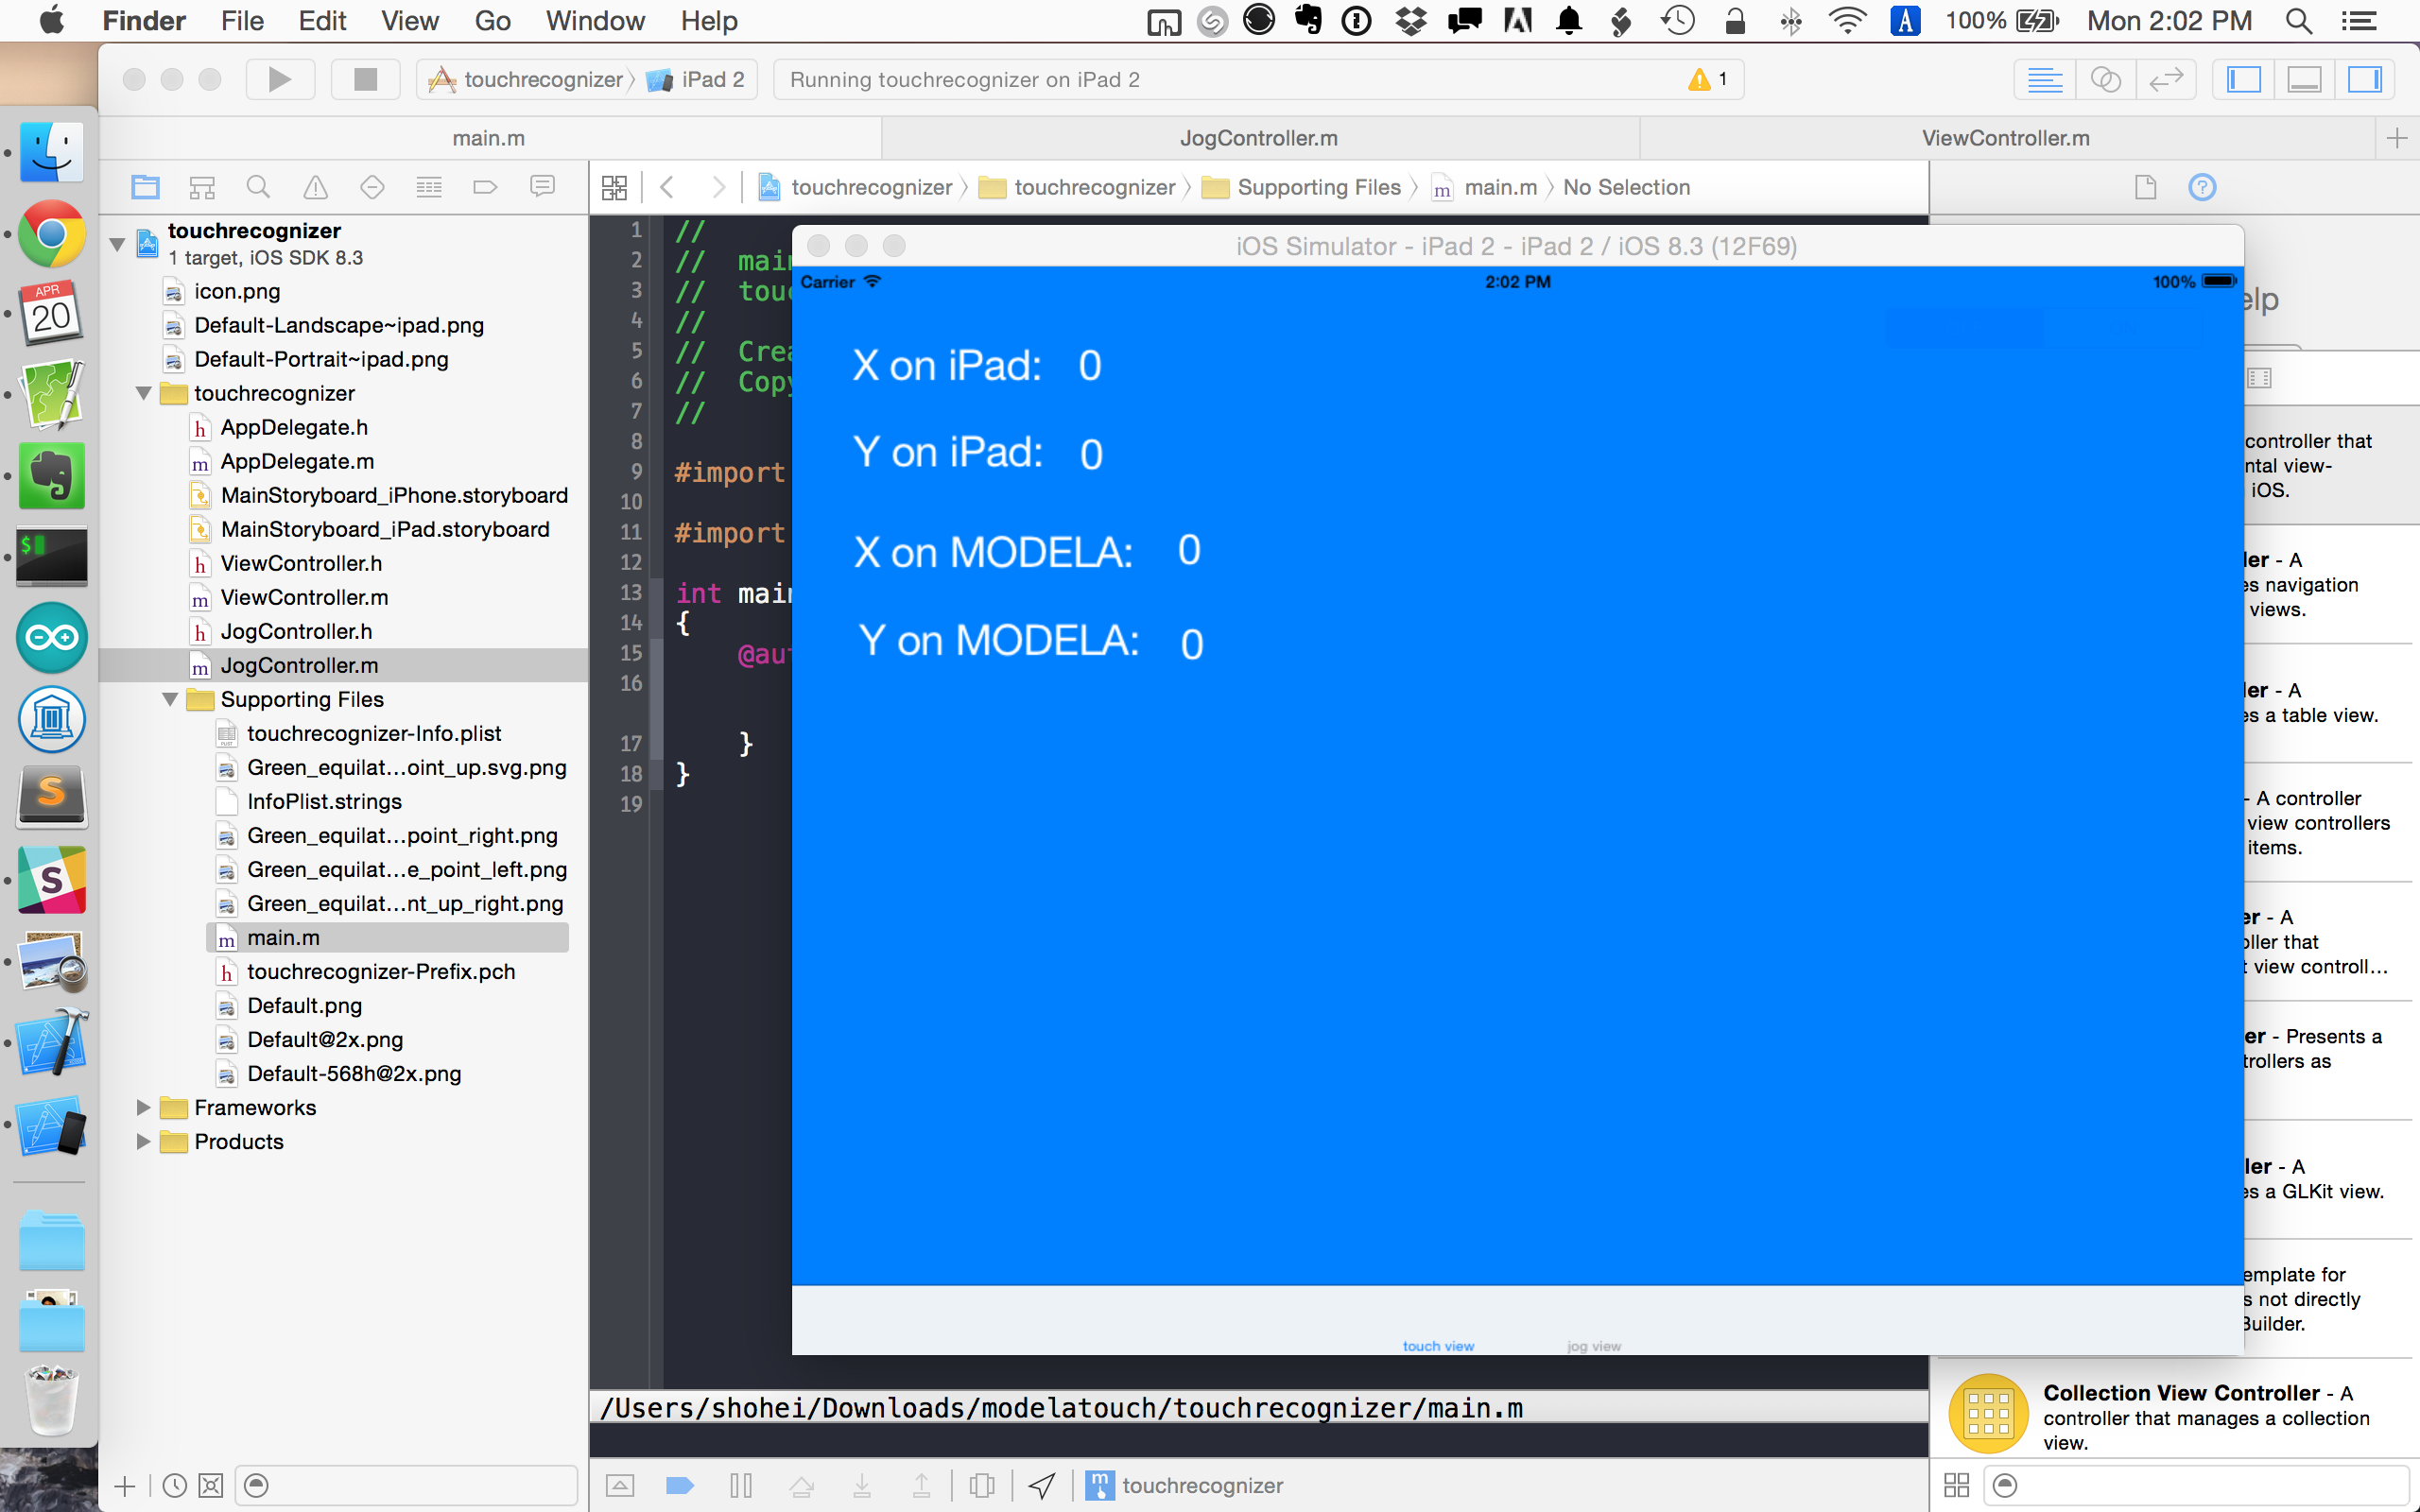 Finder File Edit View Go Window Help 100% Mon 2:02 PM
touchrecognizer iPad 2 Running touchrecognizer on iPad 2 1
main.m JogController.m ViewController.m
touchrecognizer touchrecognizer Supporting Files main.m No Selection
touchrecognizer
1 target, iOS SDK 8.3
icon.png
Default-Landscape~ipad.png
Default-Portrait~ipad.png
touchrecognizer
AppDelegate.h
AppDelegate.m
MainStoryboard_iPhone.storyboard
MainStoryboard_iPad.storyboard
ViewController.h
ViewController.m
JogController.h
JogController.m
Supporting Files
touchrecognizer-Info.plist
Green_equilat...oint_up.svg.png
InfoPlist.strings
Green_equilat...point_right.png
Green_equilat...e_point_left.png
Green_equilat...nt_up_right.png
main.m
touchrecognizer-Prefix.pch
Default.png
Default@2x.png
Default-568h@2x.png
Frameworks
Products
APR
20
1 //
2 // main
3 // tou
4 //
5 // Crea
6 // Copy
7 //
8
9 #import
10
11 #import
12
13 int main
14 {
15 @aut
16
17 }
18 }
19
iOS Simulator - iPad 2 - iPad 2 / iOS 8.3 (12F69)
Carrier 2:02 PM 100%
X on iPad: 0
Y on iPad: 0
X on MODELA: 0
Y on MODELA: 0
touch view jog view
/Users/shohei/Downloads/modelatouch/touchrecognizer/main.m
touchrecognizer
elp
controller that
ntal view-
iOS.
ler - A
es navigation
views.
ler - A
es a table view.
- A controller
view controllers
items.
er - A
oller that
t view controll...
er - Presents a
trollers as
ler - A
es a GLKit view.
emplate for
s not directly
Builder.
Collection View Controller - A
controller that manages a collection
view.